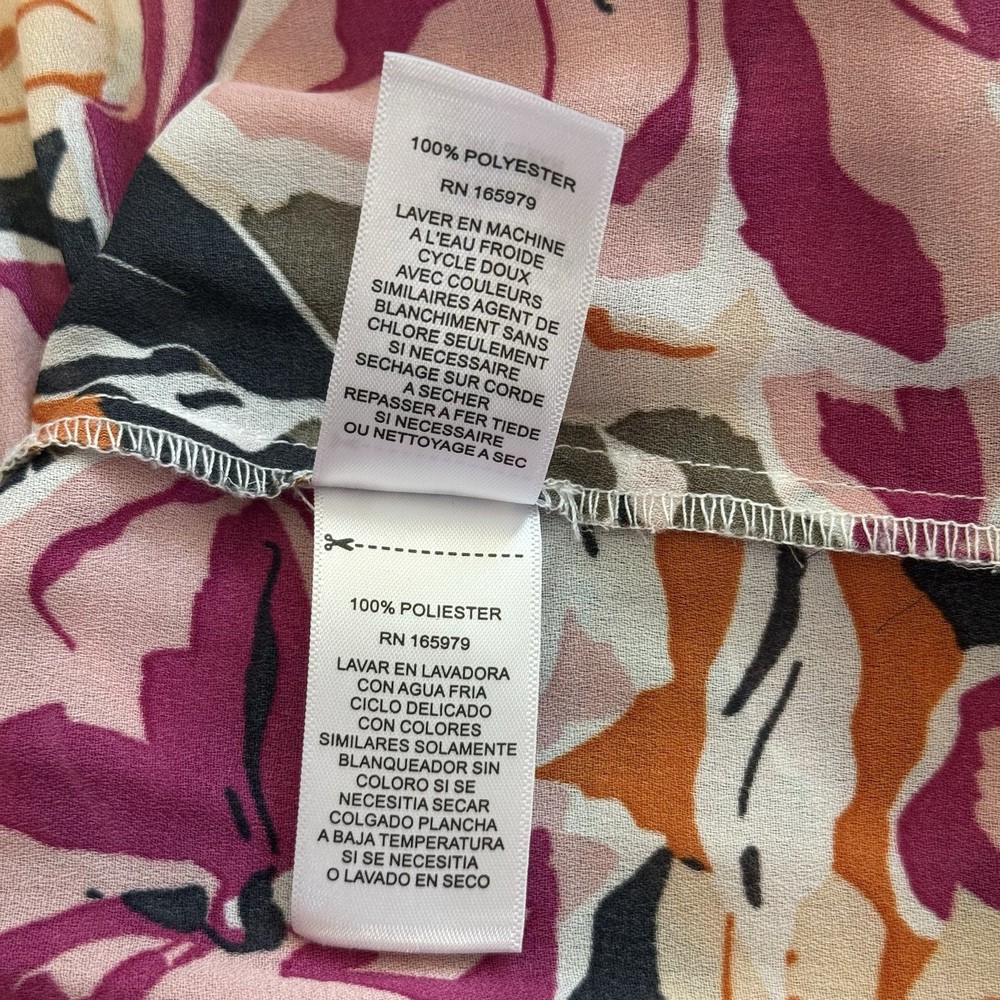 100% POLYESTER
RN 165979
LAVER EN MACHINE
A L'EAU FROIDE
CYCLE DOUX
AVEC COULEURS
SIMILAIRES AGENT DE
BLANCHIMENT SANS
CHLORE SEULEMENT
SI NECESSAIRE
SECHAGE SUR CORDE
A SECHER
REPASSER A FER TIEDE
SI NECESSAIRE
OU NETTOYAGE A SEC
100% POLIESTER
RN 165979
LAVAR EN LAVADORA
CON AGUA FRIA
CICLO DELICADO
CON COLORES
SIMILARES SOLAMENTE
BLANQUEADOR SIN
COLORO SI SE
NECESITIA SECAR
COLGADO PLANCHA
A BAJA TEMPERATURA
SI SE NECESITIA
O LAVADO EN SECO